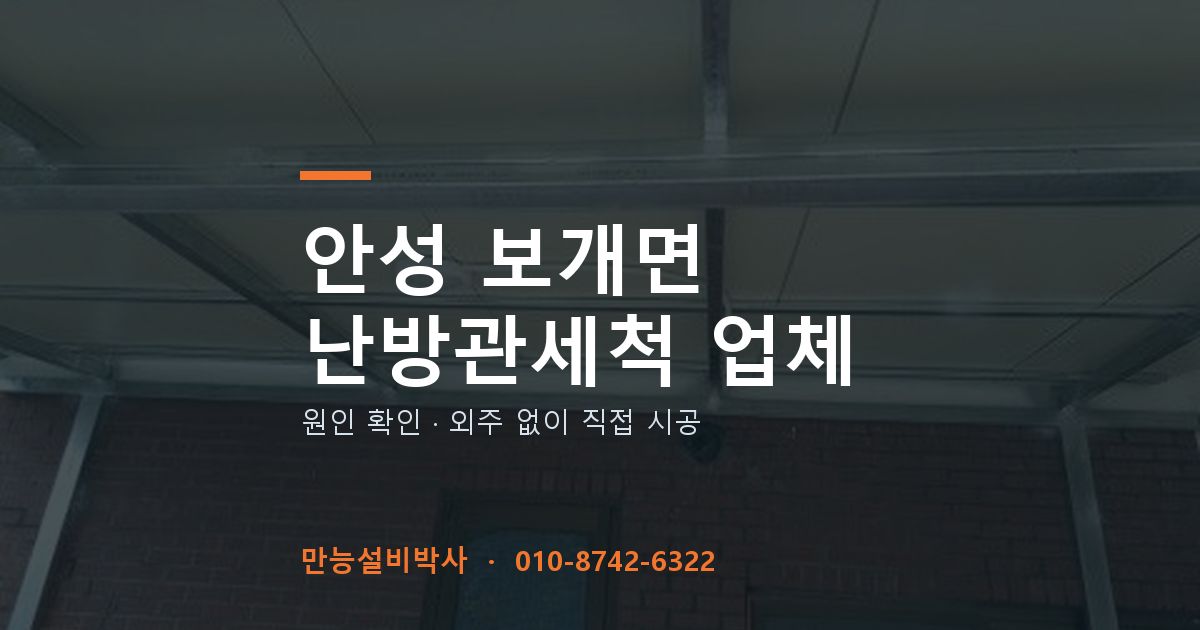 안성 보개면
난방관세척 업체
원인 확인 · 외주 없이 직접 시공
만능설비박사 · 010-8742-6322